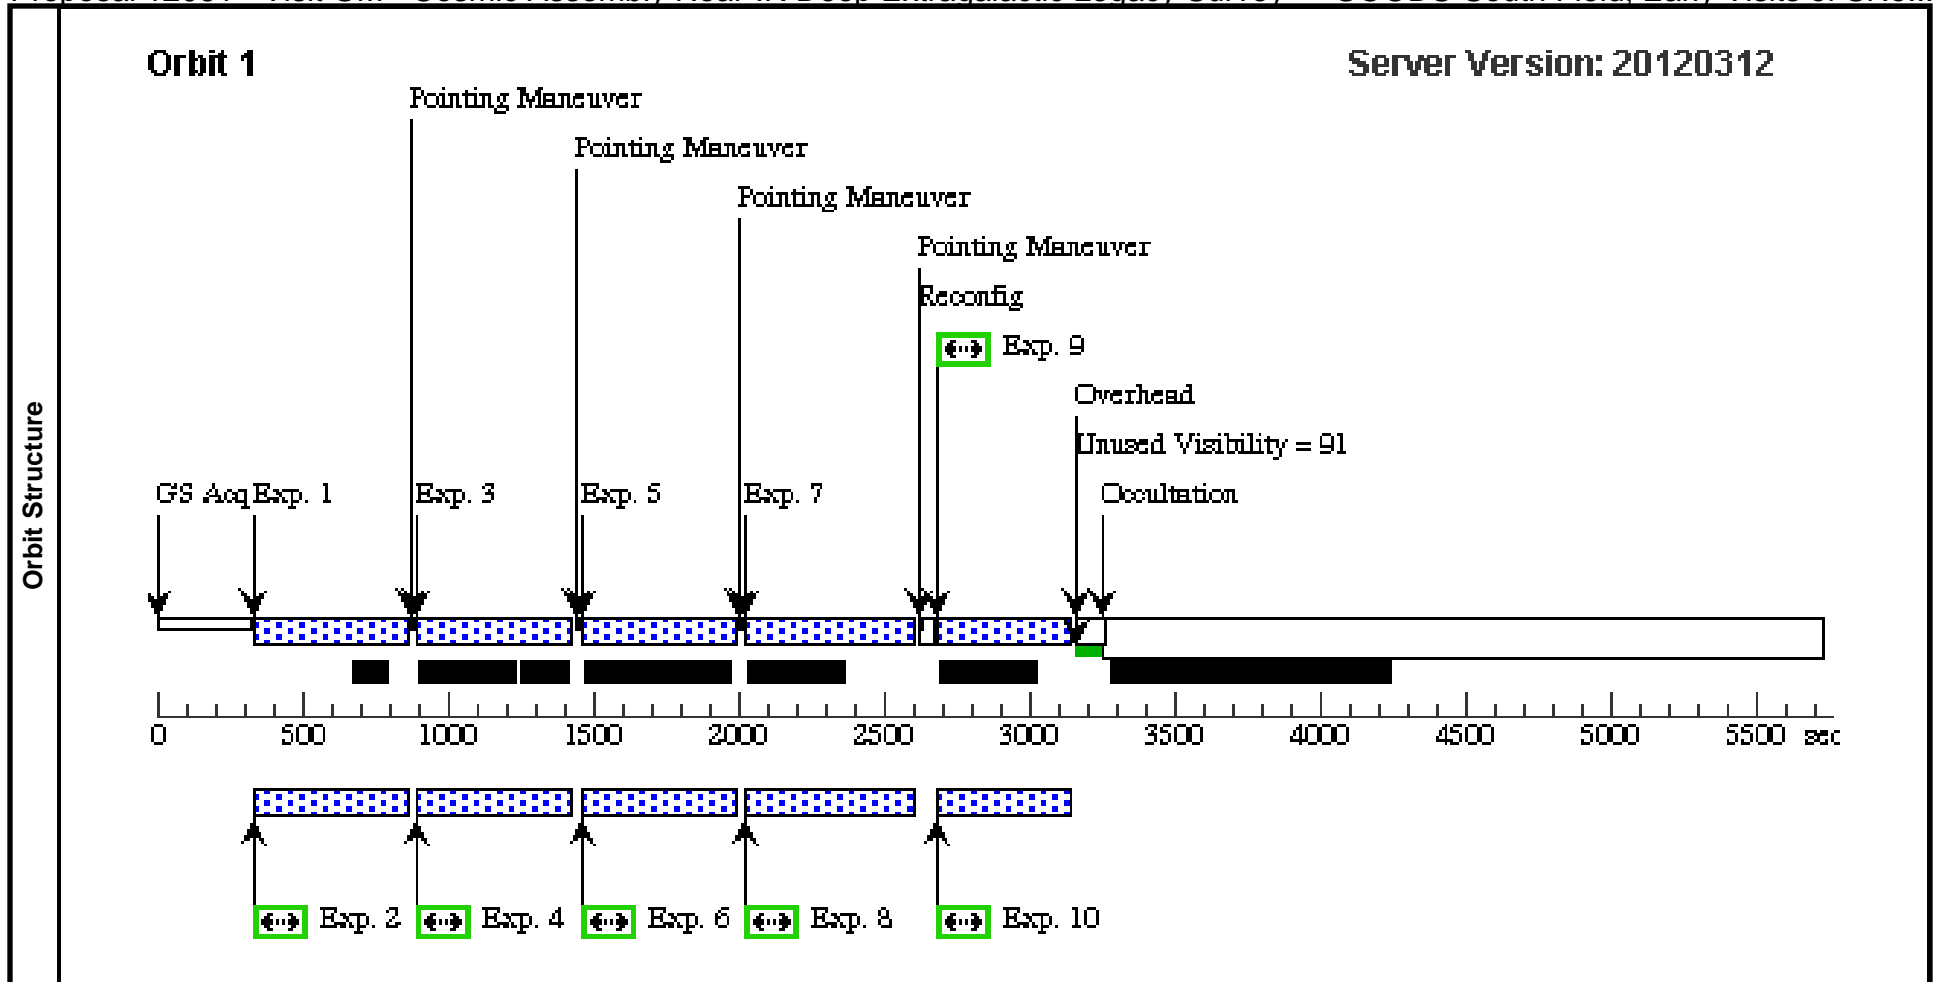 Orbit 1
Server Version: 20120312
Pointing Maneuver
Pointing Maneuver
Pointing Maneuver
Pointing Maneuver
Reconfig
Exp. 9
Overhead
Unused Visibility = 91
GS Acq Exp. 1 Exp. 3 Exp. 5 Exp. 7 Occultation
Orbit Structure
0 500 1000 1500 2000 2500 3000 3500 4000 4500 5000 5500 sec
Exp. 2 Exp. 4 Exp. 6 Exp. 8 Exp. 10